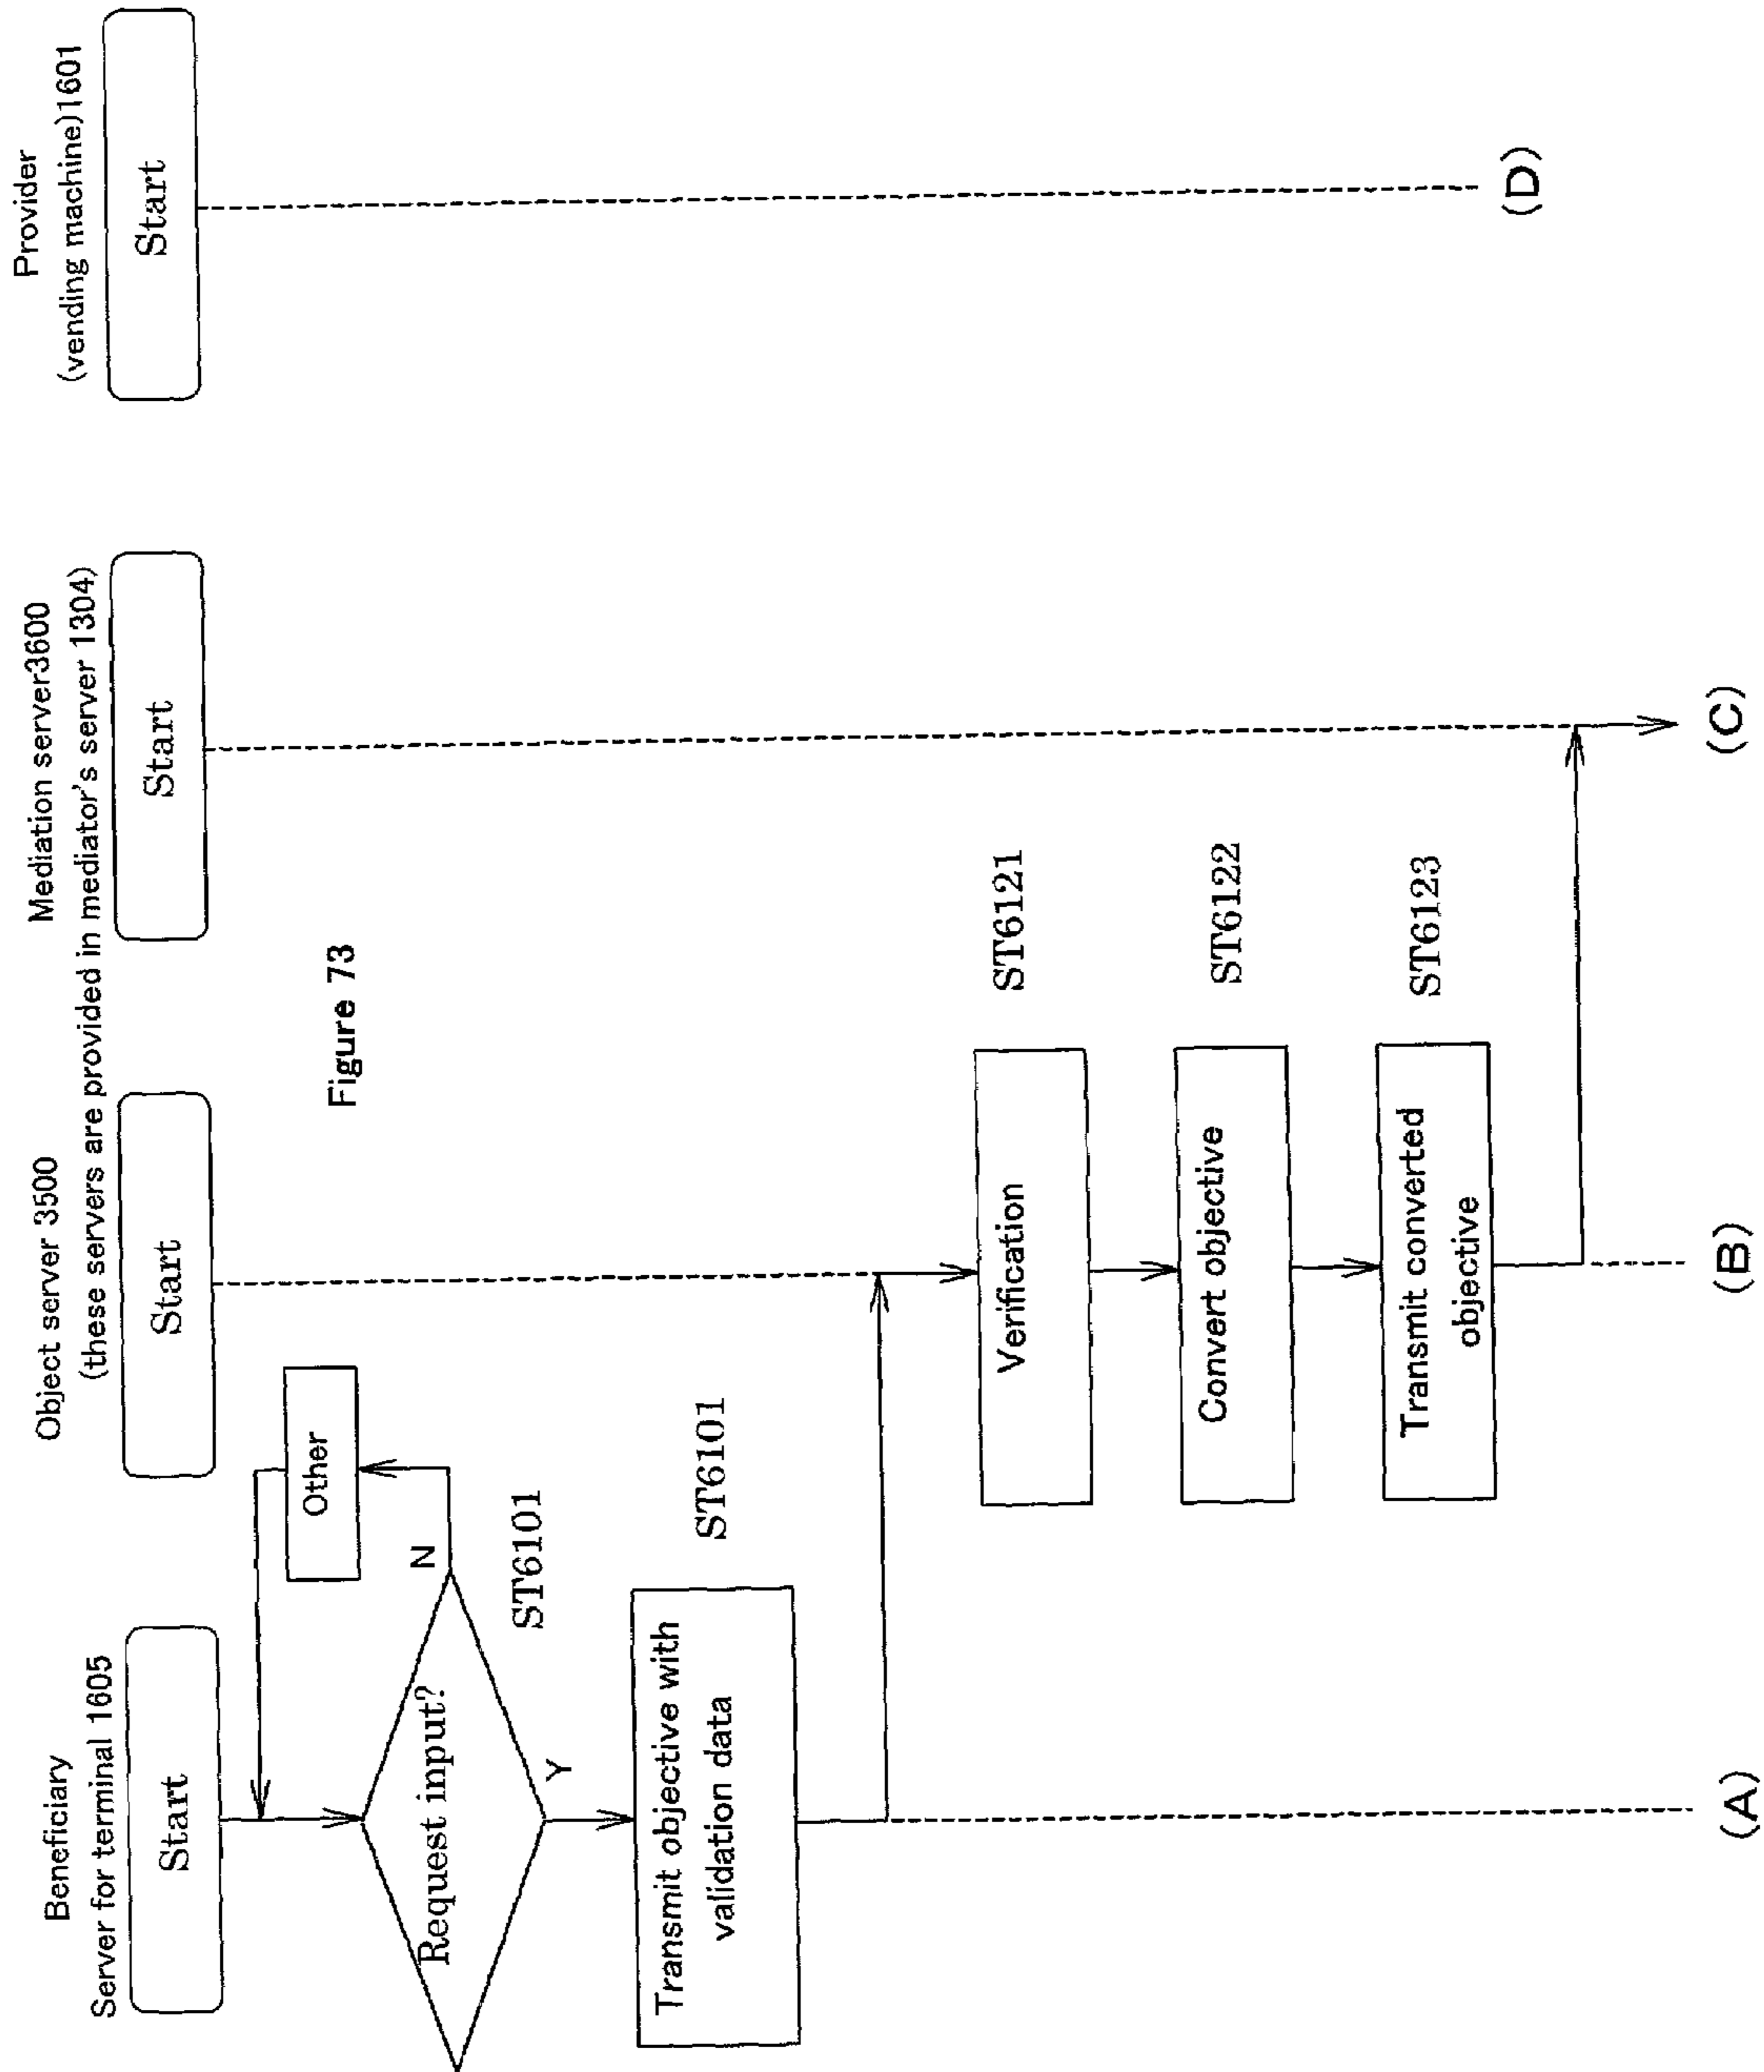 Beneficiary
Server for terminal 1605
Object server 3500
Mediation server3600
(these servers are provided in mediator's server 1304)
Provider
(vending machine)1601
Start
Start
Start
Start
Figure 73
Other
N
Request input?
ST6101
Y
Transmit objective with
validation data
ST6101
Verification
ST6121
Convert objective
ST6122
Transmit converted
objective
ST6123
(A)
(B)
(C)
(D)